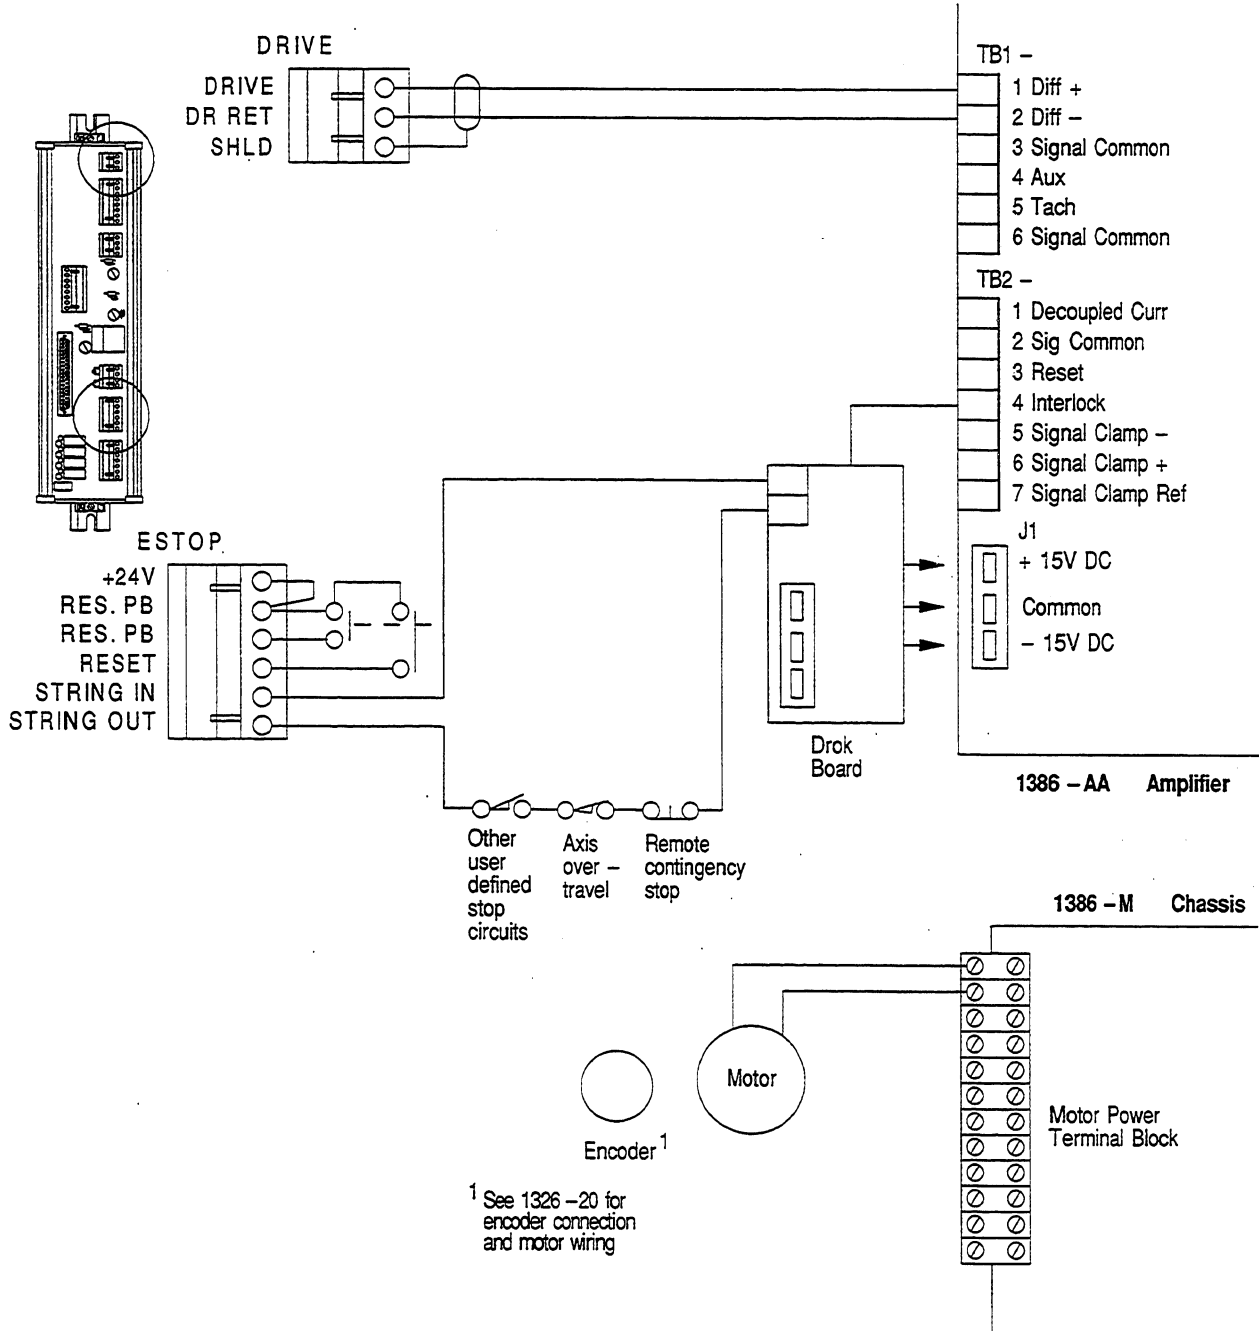 DRIVE
DRIVE
DR RET
SHLD
TB1 –
1 Diff +
2 Diff –
3 Signal Common
4 Aux
5 Tach
6 Signal Common
TB2 –
1 Decoupled Curr
2 Sig Common
3 Reset
4 Interlock
5 Signal Clamp –
6 Signal Clamp +
7 Signal Clamp Ref
J1
+ 15V DC
Common
– 15V DC
ESTOP
+24V
RES. PB
RES. PB
RESET
STRING IN
STRING OUT
Drok
Board
1386 – AA Amplifier
Other
user
defined
stop
circuits
Axis
over –
travel
Remote
contingency
stop
1386 – M Chassis
Motor
Encoder 1
Motor Power
Terminal Block
1 See 1326 – 20 for
encoder connection
and motor wiring